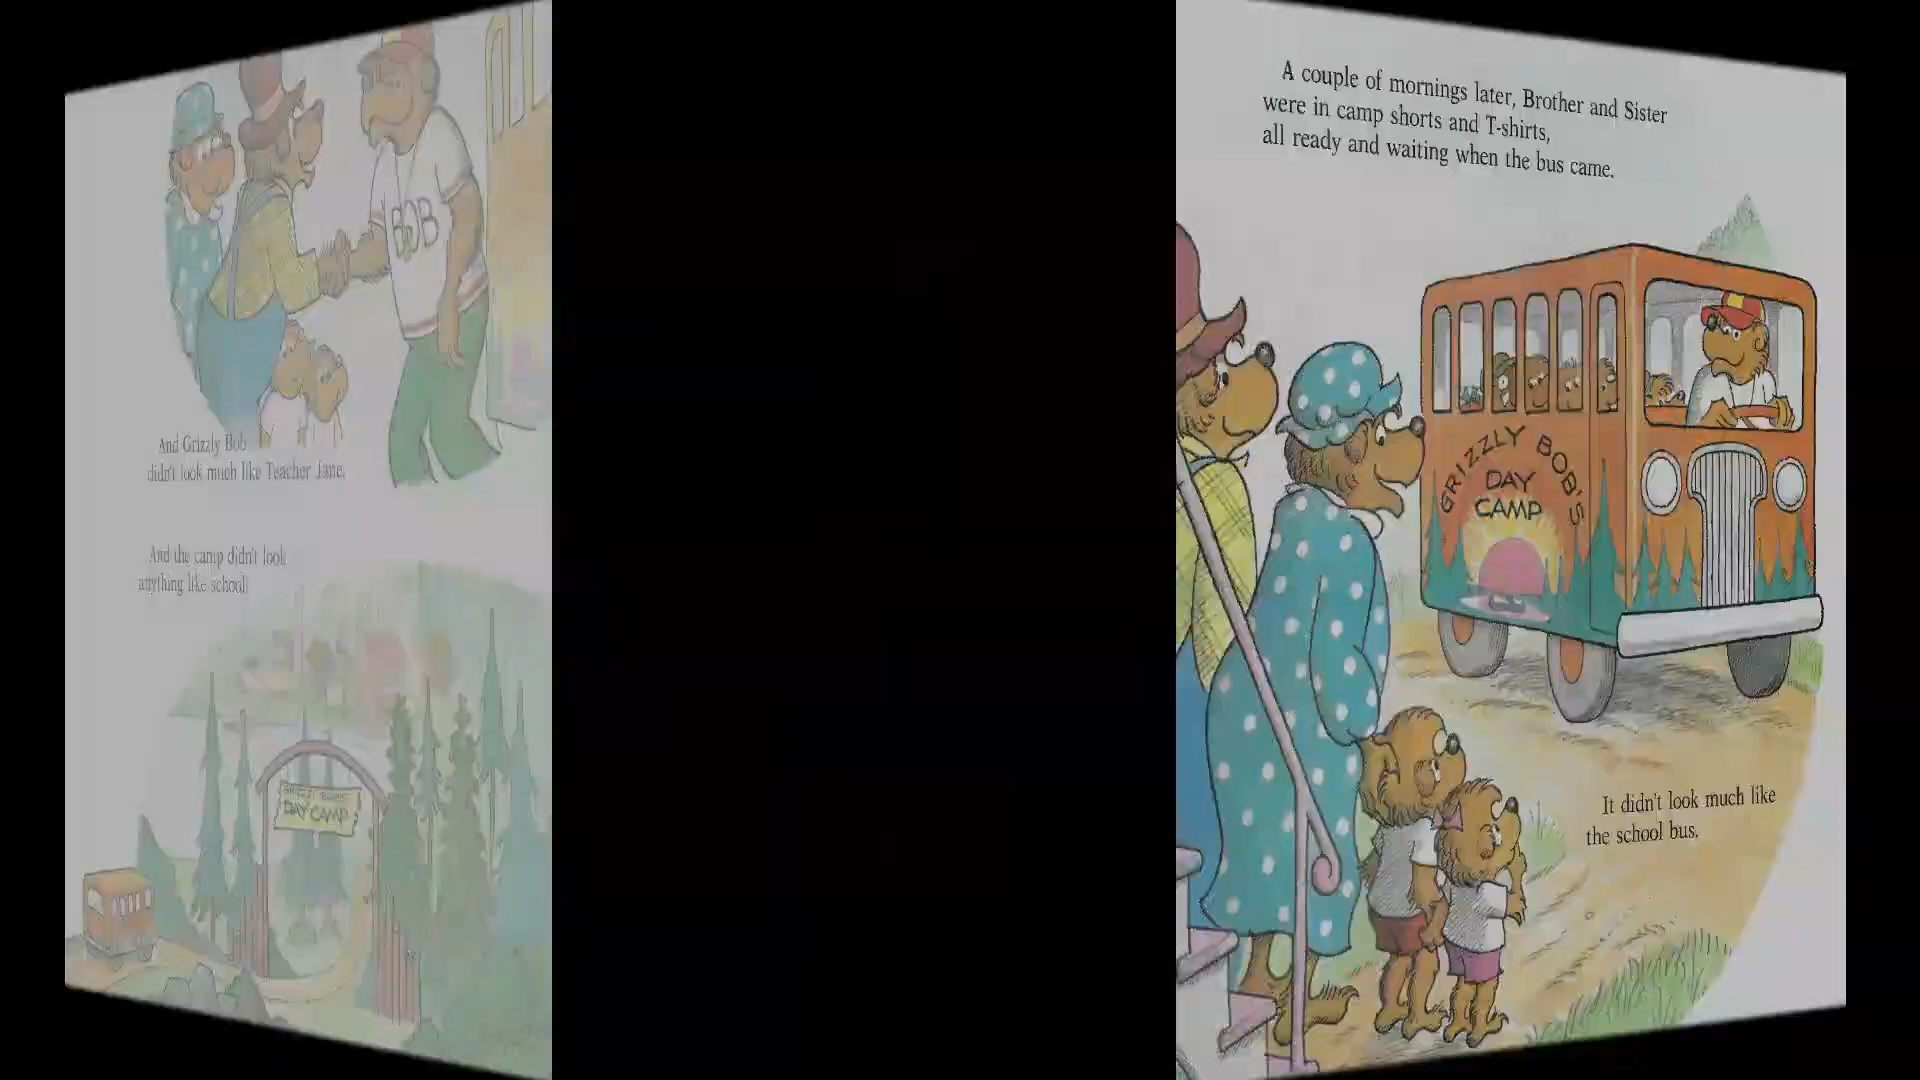 BOB
And Grizzly Bob
didn't look much like Teacher Jane.
And the camp didn't look
anything like school!
GRIZZLY BOB'S
DAY CAMP
A couple of mornings later, Brother and Sister
were in camp shorts and T-shirts,
all ready and waiting when the bus came.
GRIZZLY BOB'S
DAY
CAMP
It didn't look much like
the school bus.